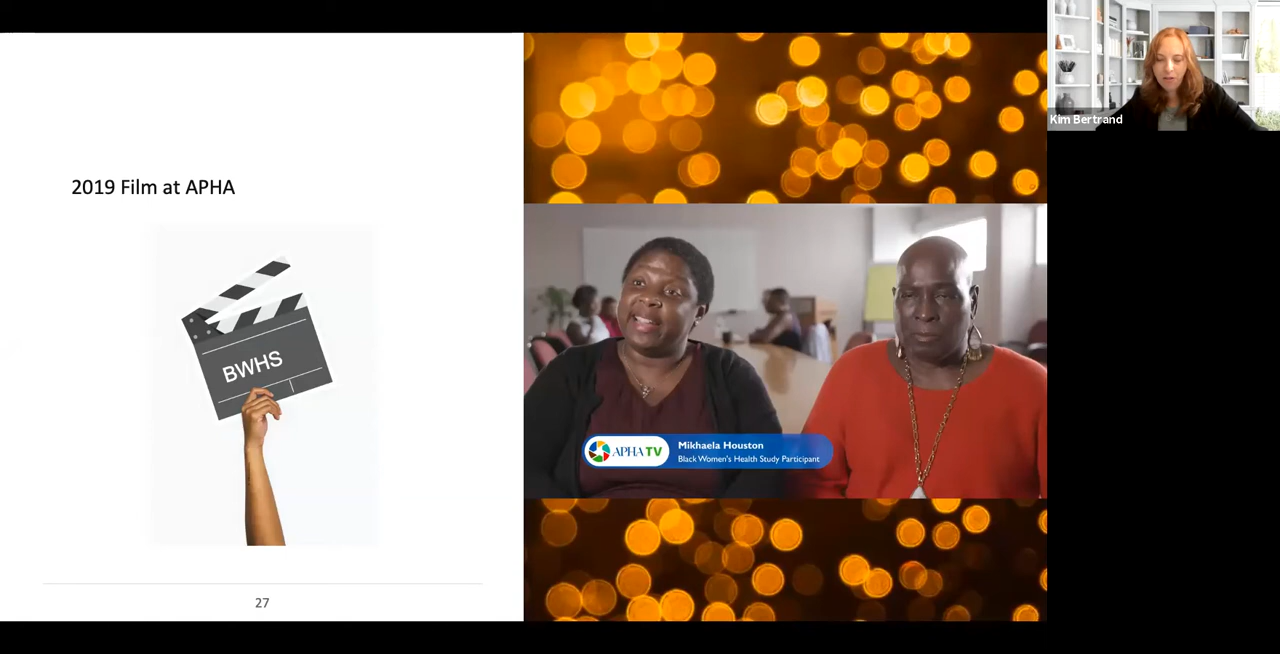 Kim Bertrand
2019 Film at APHA
BWHS
APHA TV
Mikhaela Houston
Black Women's Health Study Participant
27